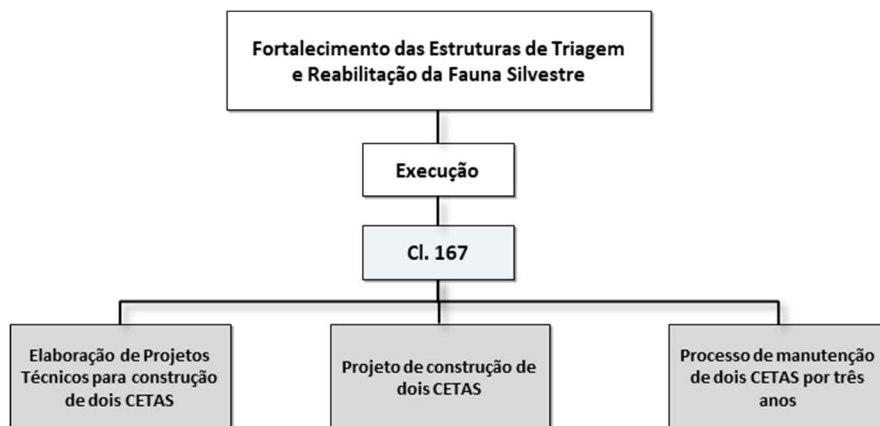 Fortalecimento das Estruturas de Triagem
e Reabilitação da Fauna Silvestre
Execução
Cl. 167
Elaboração de Projetos
Técnicos para construção
de dois CETAS
Projeto de construção de
dois CETAS
Processo de manutenção
de dois CETAS por três
anos